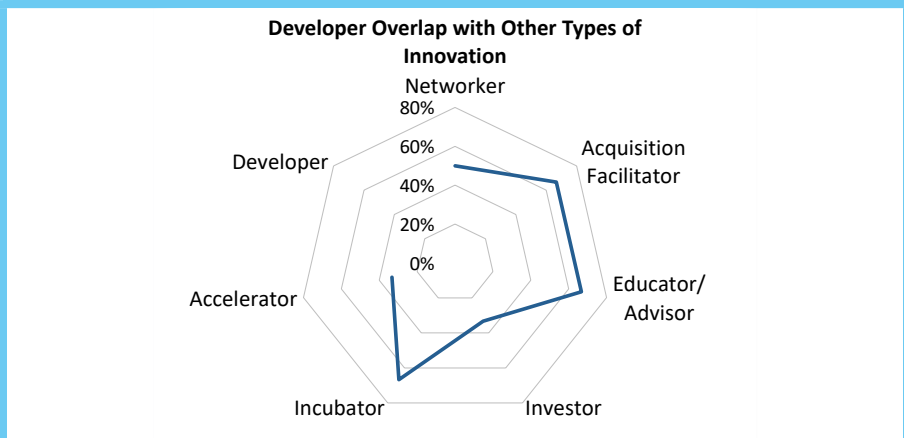 Developer Overlap with Other Types of
Innovation
Networker
80%
Acquisition
Facilitator
60%
Developer
40%
20%
0%
Educator/
Advisor
Accelerator
Incubator
Investor